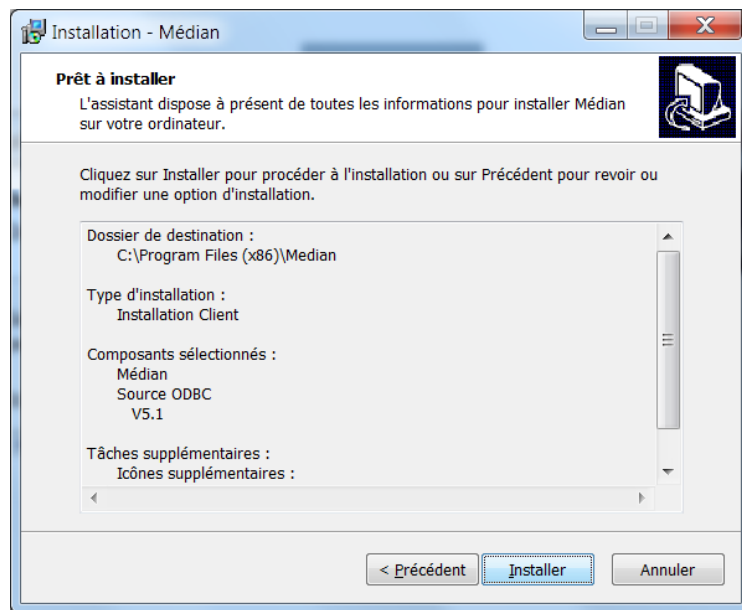 Installation - Médian
Prêt à installer
L'assistant dispose à présent de toutes les informations pour installer Médian
sur votre ordinateur.
Cliquez sur Installer pour procéder à l'installation ou sur Précédent pour revoir ou
modifier une option d'installation.
Dossier de destination :
C:\Program Files (x86)\Median
Type d'installation :
Installation Client
Composants sélectionnés :
Médian
Source ODBC
V5.1
Tâches supplémentaires :
Icônes supplémentaires :
< Précédent
Installer
Annuler